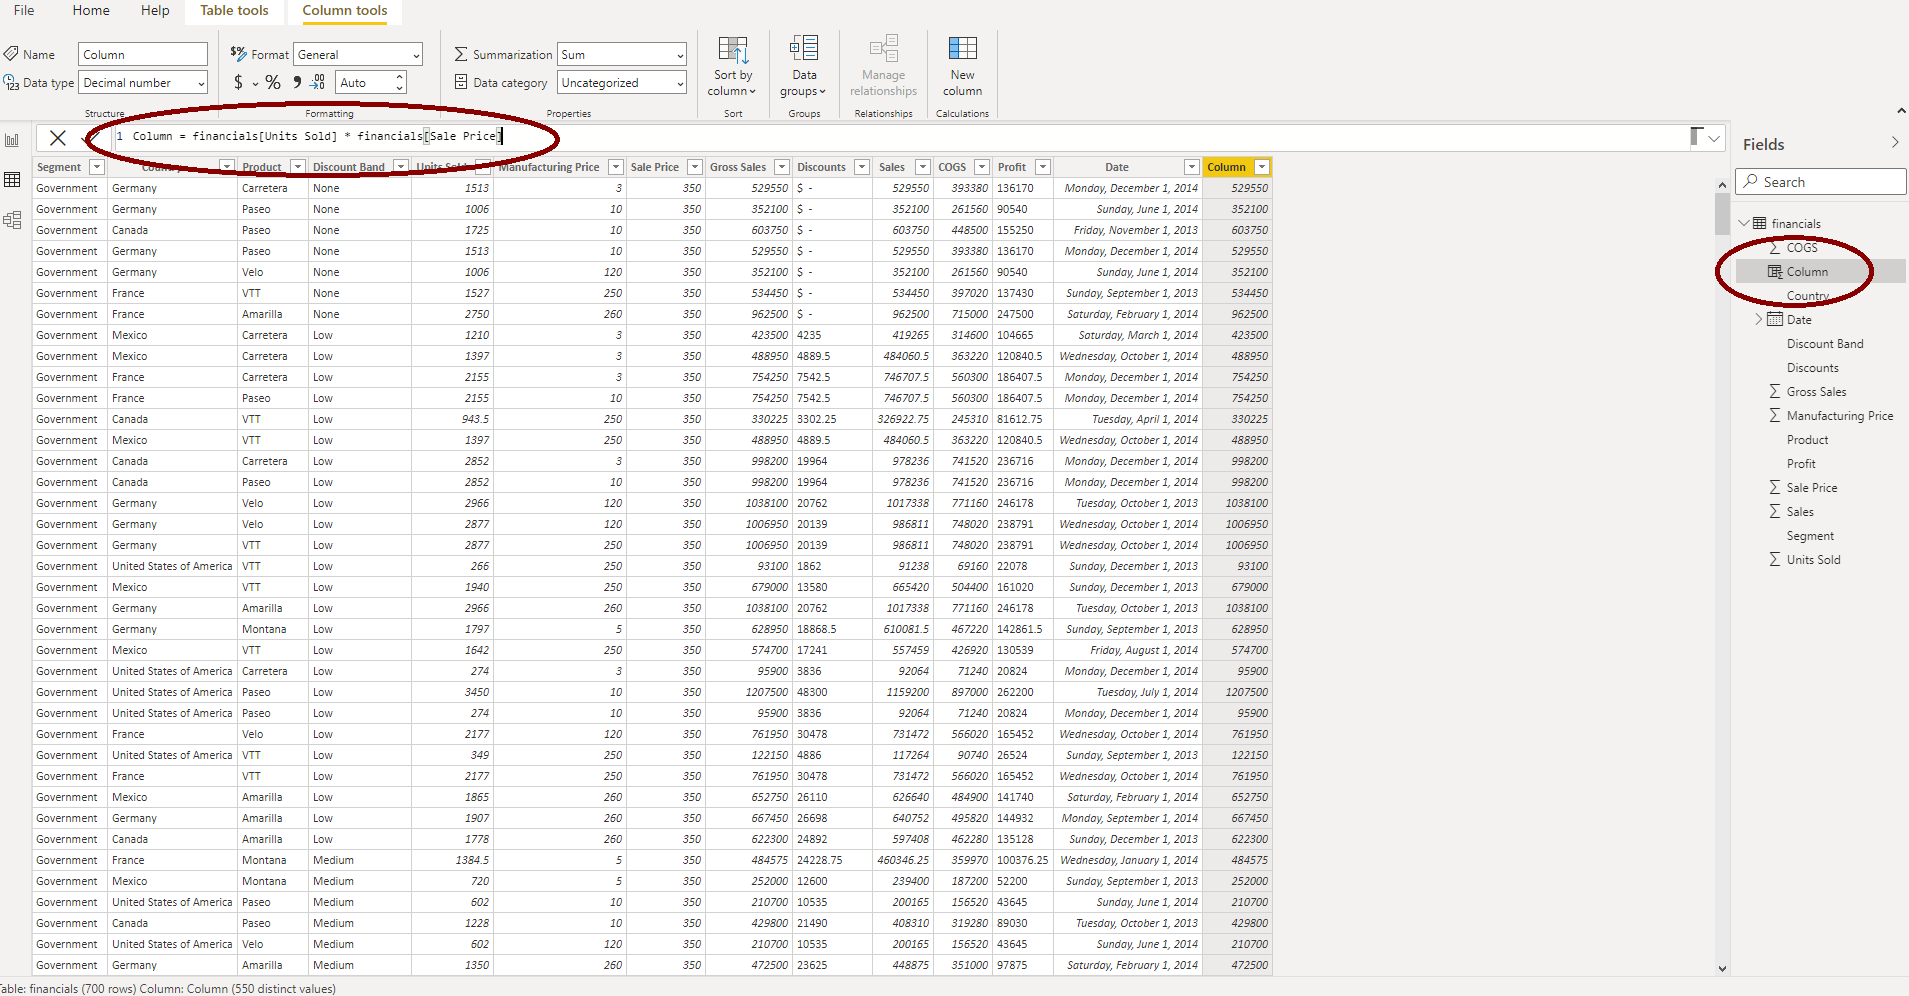 File Home Help Table tools Column tools
Name Column $% Format General Σ Summarization Sum
Data type Decimal number $ % Auto Data category Uncategorized
Sort by column Data groups Manage relationships New column
Structure Formatting Properties Sort Groups Relationships Calculations
1 Column = financials[Units Sold] * financials[Sale Price]
Segment Country Product Discount Band Units Sold Manufacturing Price Sale Price Gross Sales Discounts Sales COGS Profit Date Column
Government Germany Carretera None 1513 3 350 529550 $ - 529550 393380 136170 Monday, December 1, 2014 529550
Government Germany Paseo None 1006 10 350 352100 $ - 352100 261560 90540 Sunday, June 1, 2014 352100
Government Canada Paseo None 1725 10 350 603750 $ - 603750 448500 155250 Friday, November 1, 2013 603750
Government Germany Paseo None 1513 10 350 529550 $ - 529550 393380 136170 Monday, December 1, 2014 529550
Government Germany Velo None 1006 120 350 352100 $ - 352100 261560 90540 Sunday, June 1, 2014 352100
Government France VTT None 1527 250 350 534450 $ - 534450 397020 137430 Sunday, September 1, 2013 534450
Government France Amarilla None 2750 260 350 962500 $ - 962500 715000 247500 Saturday, February 1, 2014 962500
Government Mexico Carretera Low 1210 3 350 423500 4235 419265 314600 104665 Saturday, March 1, 2014 423500
Government Mexico Carretera Low 1397 3 350 488950 4889.5 484060.5 363220 120840.5 Wednesday, October 1, 2014 488950
Government France Carretera Low 2155 3 350 754250 7542.5 746707.5 560300 186407.5 Monday, December 1, 2014 754250
Government France Paseo Low 2155 10 350 754250 7542.5 746707.5 560300 186407.5 Monday, December 1, 2014 754250
Government Canada VTT Low 943.5 250 350 330225 3302.25 326922.75 245310 81612.75 Tuesday, April 1, 2014 330225
Government Mexico VTT Low 1397 250 350 488950 4889.5 484060.5 363220 120840.5 Wednesday, October 1, 2014 488950
Government Canada Carretera Low 2852 3 350 998200 19964 978236 741520 236716 Monday, December 1, 2014 998200
Government Canada Paseo Low 2852 10 350 998200 19964 978236 741520 236716 Monday, December 1, 2014 998200
Government Germany Velo Low 2966 120 350 1038100 20762 1017338 771160 246178 Tuesday, October 1, 2013 1038100
Government Germany Velo Low 2877 120 350 1006950 20139 986811 748020 238791 Wednesday, October 1, 2014 1006950
Government Germany VTT Low 2877 250 350 1006950 20139 986811 748020 238791 Wednesday, October 1, 2014 1006950
Government United States of America VTT Low 266 250 350 93100 1862 91238 69160 22078 Sunday, December 1, 2013 93100
Government Mexico VTT Low 1940 250 350 679000 13580 665420 504400 161020 Sunday, December 1, 2013 679000
Government Germany Amarilla Low 2966 260 350 1038100 20762 1017338 771160 246178 Tuesday, October 1, 2013 1038100
Government Germany Montana Low 1797 5 350 628950 18868.5 610081.5 467220 142861.5 Sunday, September 1, 2013 628950
Government Mexico VTT Low 1642 250 350 574700 17241 557459 426920 130539 Friday, August 1, 2014 574700
Government United States of America Carretera Low 274 3 350 95900 3836 92064 71240 20824 Monday, December 1, 2014 95900
Government United States of America Paseo Low 3450 10 350 1207500 48300 1159200 897000 262200 Tuesday, July 1, 2014 1207500
Government United States of America Paseo Low 274 10 350 95900 3836 92064 71240 20824 Monday, December 1, 2014 95900
Government France Velo Low 2177 120 350 761950 30478 731472 566020 165452 Wednesday, October 1, 2014 761950
Government United States of America VTT Low 349 250 350 122150 4886 117264 90740 26524 Sunday, September 1, 2013 122150
Government France VTT Low 2177 250 350 761950 30478 731472 566020 165452 Wednesday, October 1, 2014 761950
Government Mexico Amarilla Low 1865 260 350 652750 26110 626640 484900 141740 Saturday, February 1, 2014 652750
Government Germany Amarilla Low 1907 260 350 667450 26698 640752 495820 144932 Monday, September 1, 2014 667450
Government Canada Amarilla Low 1778 260 350 622300 24892 597408 462280 135128 Sunday, December 1, 2013 622300
Government France Montana Medium 1384.5 5 350 484575 24228.75 460346.25 359970 100376.25 Wednesday, January 1, 2014 484575
Government Mexico Montana Medium 720 5 350 252000 12600 239400 187200 52200 Sunday, September 1, 2013 252000
Government United States of America Paseo Medium 602 10 350 210700 10535 200165 156520 43645 Sunday, June 1, 2014 210700
Government Canada Paseo Medium 1228 10 350 429800 21490 408310 319280 89030 Tuesday, October 1, 2013 429800
Government United States of America Velo Medium 602 120 350 210700 10535 200165 156520 43645 Sunday, June 1, 2014 210700
Government Germany Amarilla Medium 1350 260 350 472500 23625 448875 351000 97875 Saturday, February 1, 2014 472500
Fields
Search
financials
Σ COGS
Column
Country
Date
Discount Band
Discounts
Σ Gross Sales
Σ Manufacturing Price
Product
Profit
Σ Sale Price
Σ Sales
Segment
Σ Units Sold
Table: financials (700 rows) Column: Column (550 distinct values)